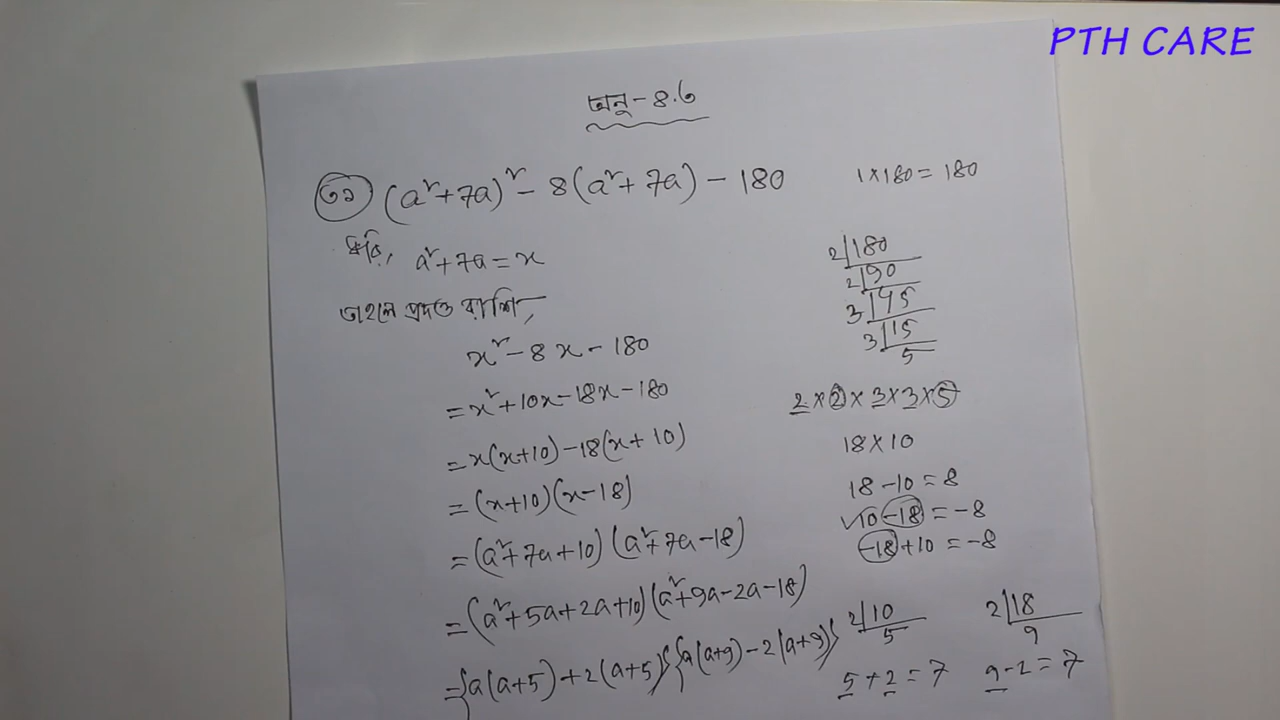 PTH CARE
অনু - ৪.৩
৩১ (a²+7a)² - 8(a²+7a) - 180
1×180 = 180
ধরি, a²+7a = x
তাহলে প্রদত্ত রাশি,
x² - 8x - 180
= x²+10x-18x-180
= x(x+10)-18(x+10)
= (x+10)(x-18)
= (a²+7a+10)(a²+7a-18)
= (a²+5a+2a+10)(a²+9a-2a-18)
= {a(a+5)+2(a+5)}{a(a+9)-2(a+9)}
2|180
2|90
3|45
3|15
5
2×2×3×3×5
18×10
18-10 = 8
✓10-18 = -8
-18+10 = -8
2|10
5
5+2 = 7
2|18
9
9-2 = 7